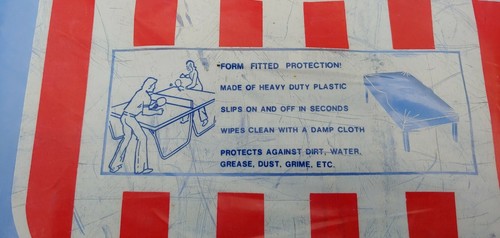 "FORM FITTED PROTECTION!
MADE OF HEAVY DUTY PLASTIC
SLIPS ON AND OFF IN SECONDS
WIPES CLEAN WITH A DAMP CLOTH
PROTECTS AGAINST DIRT, WATER,
GREASE, DUST, GRIME, ETC.